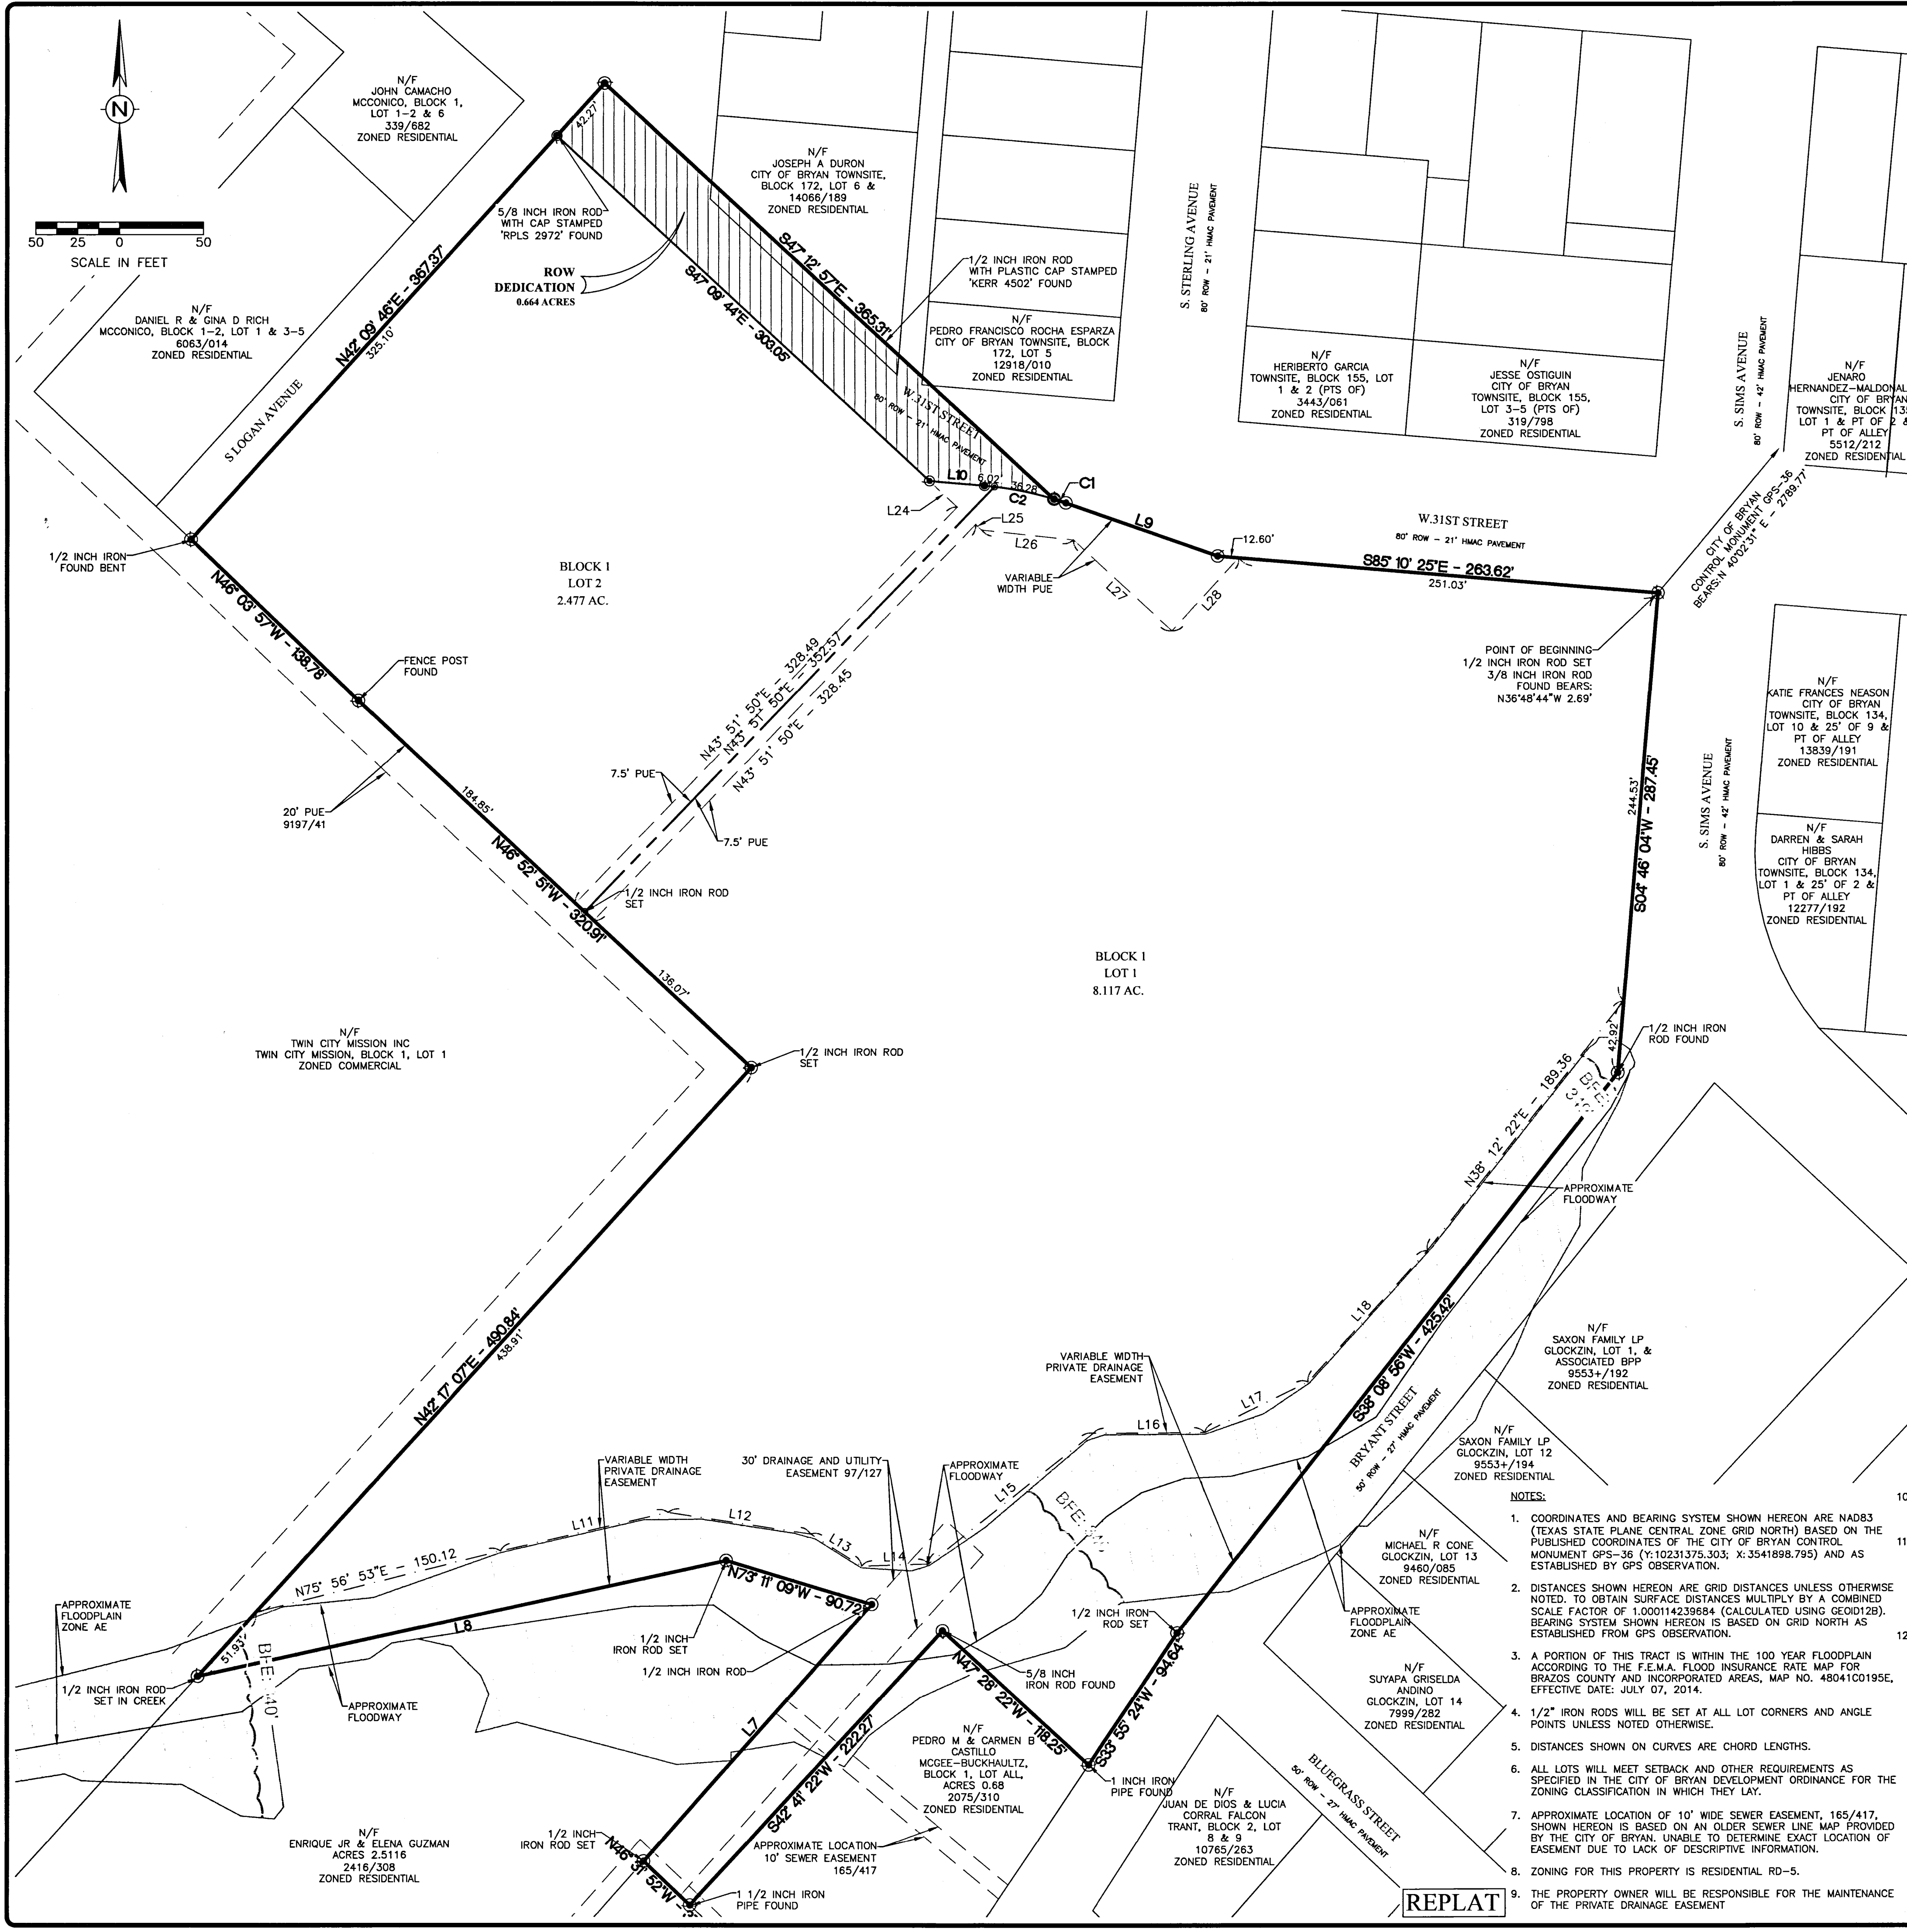 N/F
JOHN CAMACHO
MCCONICO, BLOCK 1,
LOT 1-2 & 6
339/682
ZONED RESIDENTIAL
N
50 25 0 50
SCALE IN FEET
42.27'
N/F
JOSEPH A DURON
CITY OF BRYAN TOWNSITE,
BLOCK 172, LOT 6 &
14066/189
ZONED RESIDENTIAL
5/8 INCH IRON ROD
WITH CAP STAMPED
'RPLS 2972' FOUND
ROW
DEDICATION
0.664 ACRES
S47° 12' 57"E - 365.31'
S47° 09' 44"E - 303.05'
1/2 INCH IRON ROD
WITH PLASTIC CAP STAMPED
'KERR 4502' FOUND
N/F
PEDRO FRANCISCO ROCHA ESPARZA
CITY OF BRYAN TOWNSITE, BLOCK
172, LOT 5
12918/010
ZONED RESIDENTIAL
S. STERLING AVENUE
80' ROW - 21' HMAC PAVEMENT
N/F
HERIBERTO GARCIA
TOWNSITE, BLOCK 155, LOT
1 & 2 (PTS OF)
3443/061
ZONED RESIDENTIAL
N/F
JESSE OSTIGUIN
CITY OF BRYAN
TOWNSITE, BLOCK 155,
LOT 3-5 (PTS OF)
319/798
ZONED RESIDENTIAL
S. SIMS AVENUE
80' ROW - 42' HMAC PAVEMENT
N/F
JENARO
HERNANDEZ-MALDONAL
CITY OF BRYAN
TOWNSITE, BLOCK 135
LOT 1 & PT OF 2 &
PT OF ALLEY
5512/212
ZONED RESIDENTIAL
N/F
DANIEL R & GINA D RICH
MCCONICO, BLOCK 1-2, LOT 1 & 3-5
6063/014
ZONED RESIDENTIAL
N42° 09' 46"E - 367.37'
325.10'
S LOGAN AVENUE
W.31ST STREET
80' ROW - 21' HMAC PAVEMENT
L10
6.02'
36.28'
C2
C1
L24
L25
L26
L9
L27
L28
VARIABLE
WIDTH PUE
12.60'
W.31ST STREET
80' ROW - 21' HMAC PAVEMENT
S85° 10' 25"E - 263.62'
251.03'
CITY OF BRYAN
CONTROL MONUMENT GPS-36
BEARS: N 40°02'31" E - 2789.77'
1/2 INCH IRON
FOUND BENT
N46° 03' 57"W - 138.78'
BLOCK 1
LOT 2
2.477 AC.
FENCE POST
FOUND
N43° 51' 50"E - 328.49
N43° 51' 50"E - 352.57
N43° 51' 50"E - 328.45
POINT OF BEGINNING
1/2 INCH IRON ROD SET
3/8 INCH IRON ROD
FOUND BEARS:
N36°48'44"W 2.69'
N/F
KATIE FRANCES NEASON
CITY OF BRYAN
TOWNSITE, BLOCK 134,
LOT 10 & 25' OF 9 &
PT OF ALLEY
13839/191
ZONED RESIDENTIAL
7.5' PUE
7.5' PUE
20' PUE
9197/41
184.85'
N46° 52' 51"W - 320.91'
1/2 INCH IRON ROD
SET
136.07'
244.53'
S04° 46' 04"W - 287.45'
S. SIMS AVENUE
80' ROW - 42' HMAC PAVEMENT
N/F
DARREN & SARAH
HIBBS
CITY OF BRYAN
TOWNSITE, BLOCK 134,
LOT 1 & 25' OF 2 &
PT OF ALLEY
12277/192
ZONED RESIDENTIAL
BLOCK 1
LOT 1
8.117 AC.
N/F
TWIN CITY MISSION INC
TWIN CITY MISSION, BLOCK 1, LOT 1
ZONED COMMERCIAL
1/2 INCH IRON ROD
SET
42.92'
1/2 INCH IRON
ROD FOUND
N38° 12' 22"E - 189.36
APPROXIMATE
FLOODWAY
N42° 17' 07"E - 490.84'
438.91'
L18
L17
L16
VARIABLE WIDTH
PRIVATE DRAINAGE
EASEMENT
S38° 08' 56"W - 425.42'
BRYANT STREET
50' ROW - 27' HMAC PAVEMENT
N/F
SAXON FAMILY LP
GLOCKZIN, LOT 1, &
ASSOCIATED BPP
9553+/192
ZONED RESIDENTIAL
N/F
SAXON FAMILY LP
GLOCKZIN, LOT 12
9553+/194
ZONED RESIDENTIAL
VARIABLE WIDTH
PRIVATE DRAINAGE
EASEMENT
30' DRAINAGE AND UTILITY
EASEMENT 97/127
APPROXIMATE
FLOODWAY
L11
L12
L13
L14
L15
N75° 56' 53"E - 150.12
N73° 11' 09"W - 90.72'
L8
N/F
MICHAEL R CONE
GLOCKZIN, LOT 13
9460/085
ZONED RESIDENTIAL
APPROXIMATE
FLOODPLAIN
ZONE AE
APPROXIMATE
FLOODPLAIN
ZONE AE
51.93'
1/2 INCH IRON ROD
SET IN CREEK
APPROXIMATE
FLOODWAY
1/2 INCH
IRON ROD SET
1/2 INCH IRON ROD
1/2 INCH IRON
ROD SET
5/8 INCH
IRON ROD FOUND
N47° 28' 22"W - 118.25'
S33° 55' 24"W - 94.64'
L7
S42° 41' 22"W - 222.27'
N/F
PEDRO M & CARMEN B
CASTILLO
MCGEE-BUCKHAULTZ,
BLOCK 1, LOT ALL,
ACRES 0.68
2075/310
ZONED RESIDENTIAL
1 INCH IRON
PIPE FOUND
N/F
SUYAPA GRISELDA
ANDINO
GLOCKZIN, LOT 14
7999/282
ZONED RESIDENTIAL
N/F
JUAN DE DIOS & LUCIA
CORRAL FALCON
TRANT, BLOCK 2, LOT
8 & 9
10765/263
ZONED RESIDENTIAL
BLUEGRASS STREET
50' ROW - 27' HMAC PAVEMENT
N/F
ENRIQUE JR & ELENA GUZMAN
ACRES 2.5116
2416/308
ZONED RESIDENTIAL
1/2 INCH
IRON ROD SET
N46° 31' 52"W
APPROXIMATE LOCATION
10' SEWER EASEMENT
165/417
1 1/2 INCH IRON
PIPE FOUND
REPLAT
NOTES:
1. COORDINATES AND BEARING SYSTEM SHOWN HEREON ARE NAD83
(TEXAS STATE PLANE CENTRAL ZONE GRID NORTH) BASED ON THE
PUBLISHED COORDINATES OF THE CITY OF BRYAN CONTROL
MONUMENT GPS-36 (Y:10231375.303; X:3541898.795) AND AS
ESTABLISHED BY GPS OBSERVATION.
2. DISTANCES SHOWN HEREON ARE GRID DISTANCES UNLESS OTHERWISE
NOTED. TO OBTAIN SURFACE DISTANCES MULTIPLY BY A COMBINED
SCALE FACTOR OF 1.000114239684 (CALCULATED USING GEOID12B).
BEARING SYSTEM SHOWN HEREON IS BASED ON GRID NORTH AS
ESTABLISHED FROM GPS OBSERVATION.
3. A PORTION OF THIS TRACT IS WITHIN THE 100 YEAR FLOODPLAIN
ACCORDING TO THE F.E.M.A. FLOOD INSURANCE RATE MAP FOR
BRAZOS COUNTY AND INCORPORATED AREAS, MAP NO. 48041C0195E,
EFFECTIVE DATE: JULY 07, 2014.
4. 1/2" IRON RODS WILL BE SET AT ALL LOT CORNERS AND ANGLE
POINTS UNLESS NOTED OTHERWISE.
5. DISTANCES SHOWN ON CURVES ARE CHORD LENGTHS.
6. ALL LOTS WILL MEET SETBACK AND OTHER REQUIREMENTS AS
SPECIFIED IN THE CITY OF BRYAN DEVELOPMENT ORDINANCE FOR THE
ZONING CLASSIFICATION IN WHICH THEY LAY.
7. APPROXIMATE LOCATION OF 10' WIDE SEWER EASEMENT, 165/417,
SHOWN HEREON IS BASED ON AN OLDER SEWER LINE MAP PROVIDED
BY THE CITY OF BRYAN. UNABLE TO DETERMINE EXACT LOCATION OF
EASEMENT DUE TO LACK OF DESCRIPTIVE INFORMATION.
8. ZONING FOR THIS PROPERTY IS RESIDENTIAL RD-5.
9. THE PROPERTY OWNER WILL BE RESPONSIBLE FOR THE MAINTENANCE
OF THE PRIVATE DRAINAGE EASEMENT
10
11
12